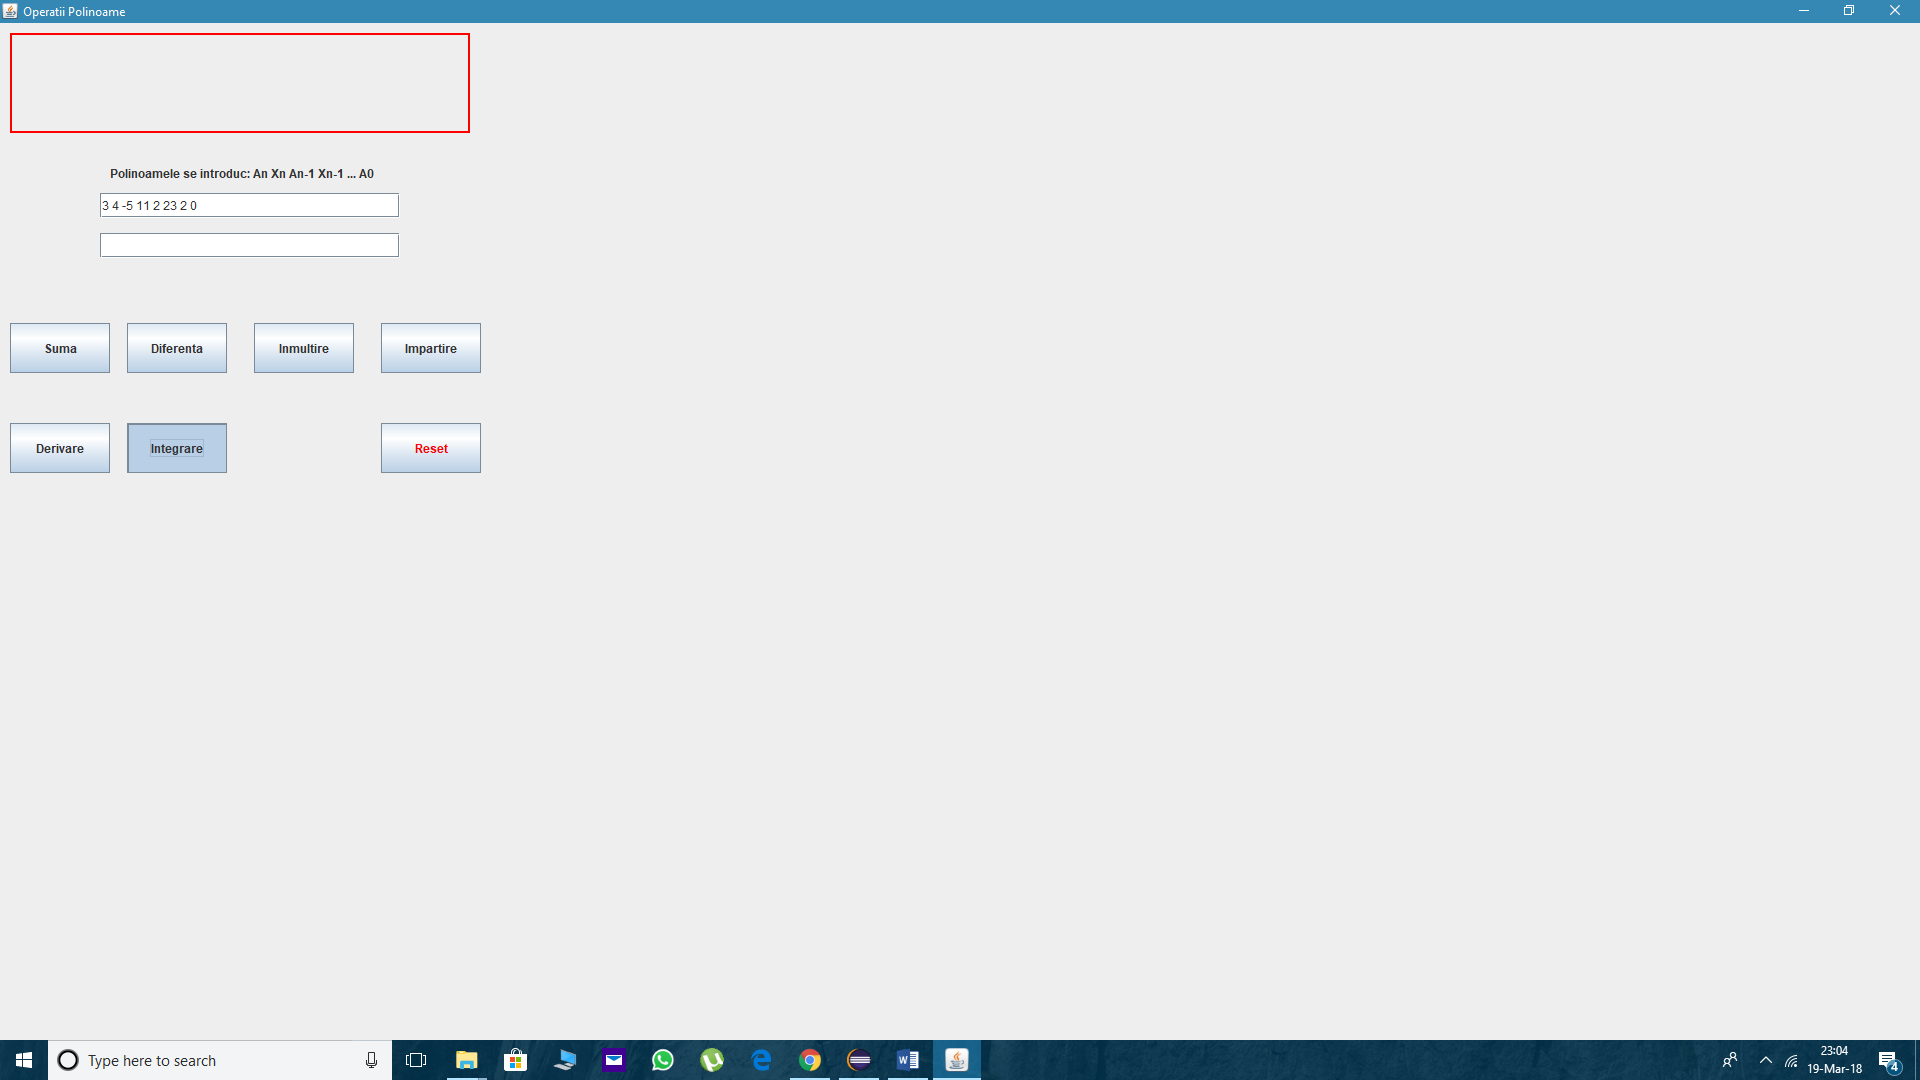 Operatii Polinoame
Polinoamele se introduc: An Xn An-1 Xn-1 ... A0
3 4 -5 11 2 23 2 0
Suma
Diferenta
Inmultire
Impartire
Derivare
Integrare
Reset
Type here to search
23:04
19-Mar-18
4